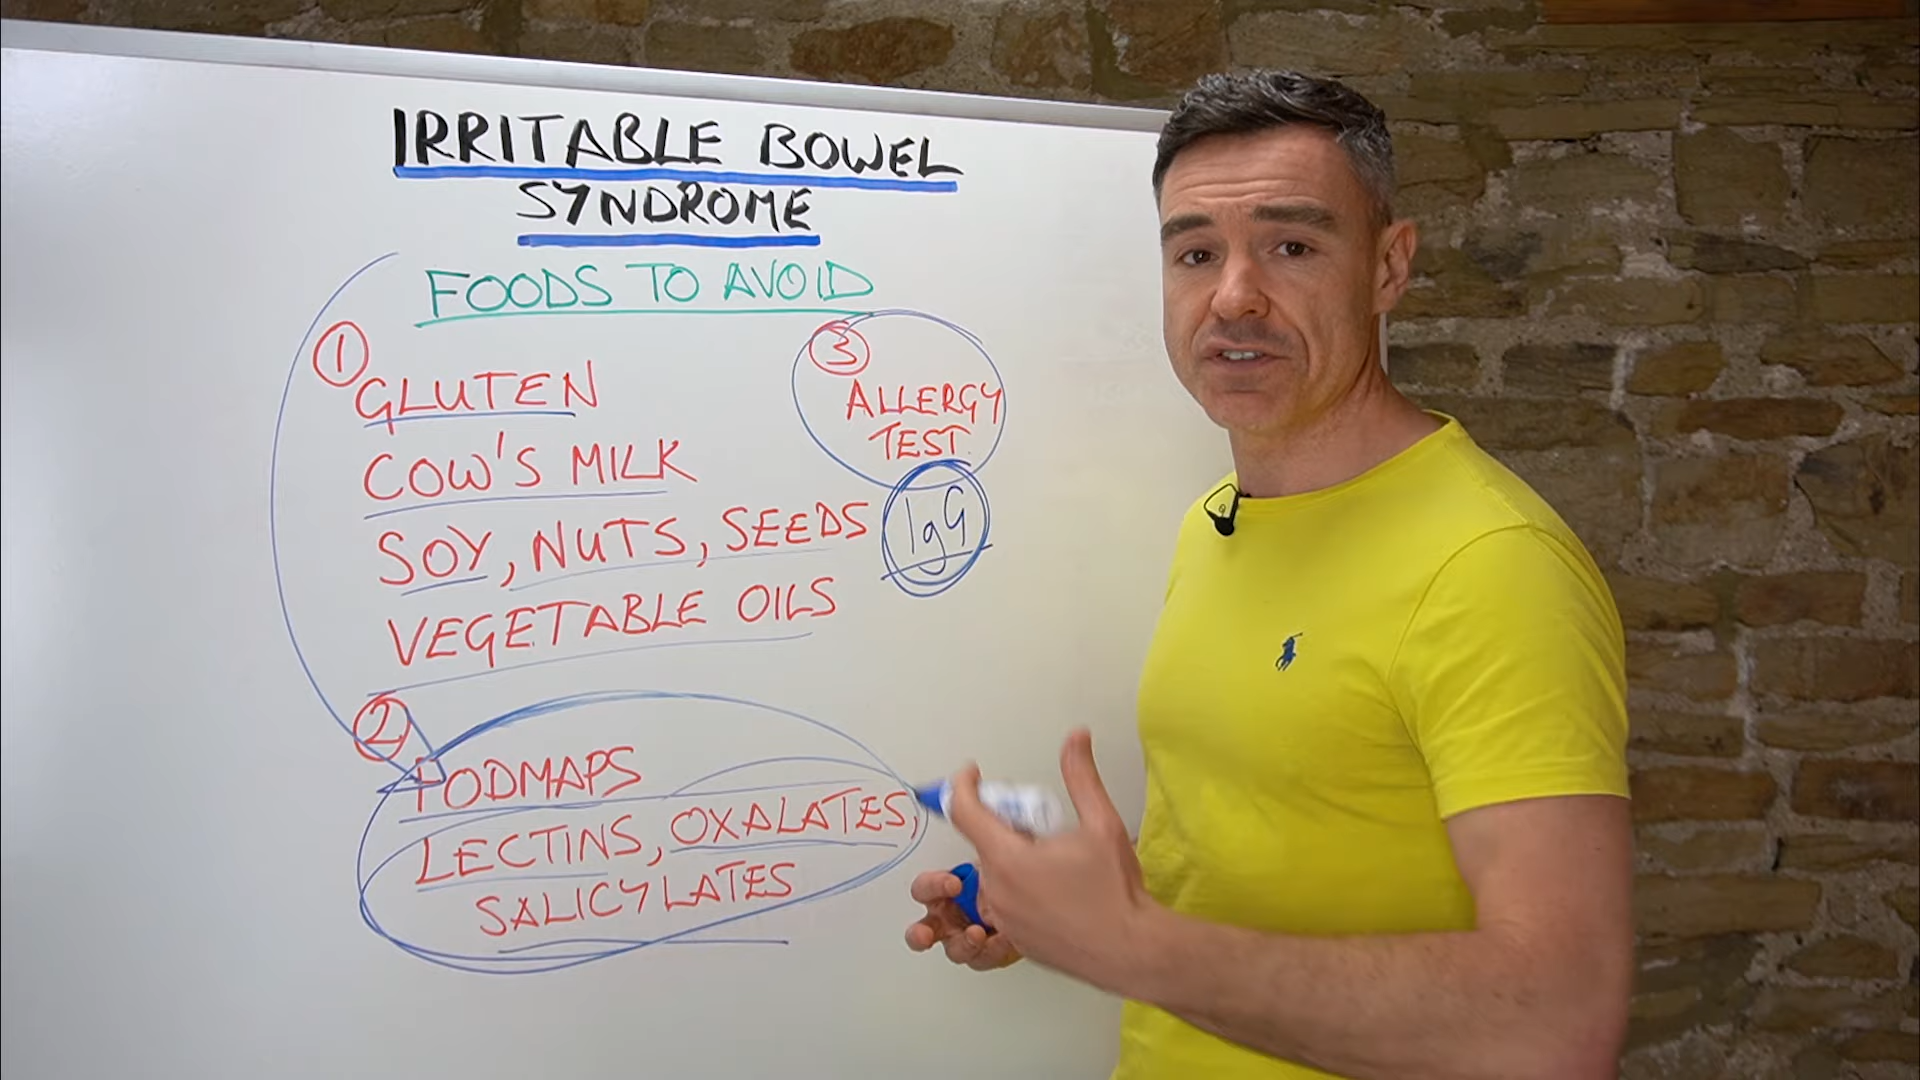 IRRITABLE BOWEL
SYNDROME
FOODS TO AVOID
1
GLUTEN
COW'S MILK
SOY, NUTS, SEEDS
VEGETABLE OILS
2
FODMAPS
LECTINS, OXALATES,
SALICYLATES
3
ALLERGY
TEST
IgG